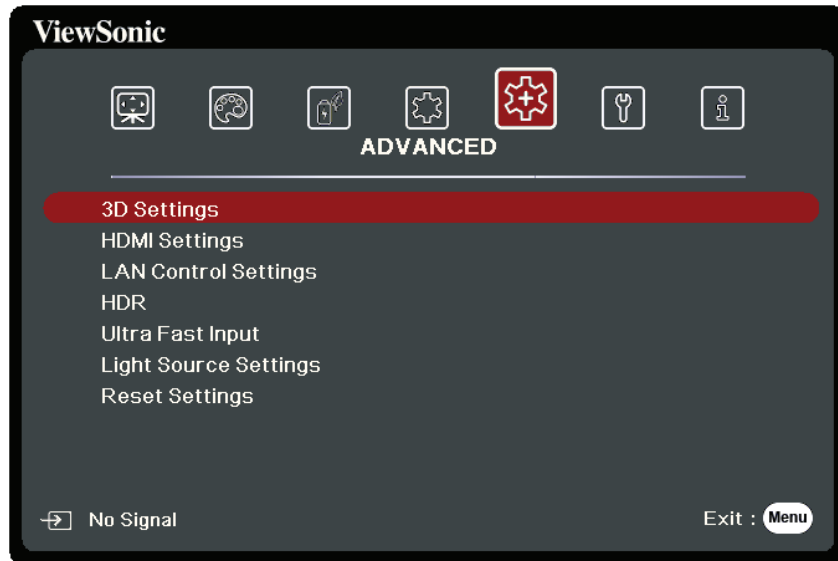 ViewSonic
ADVANCED
3D Settings
HDMI Settings
LAN Control Settings
HDR
Ultra Fast Input
Light Source Settings
Reset Settings
No Signal
Exit : Menu